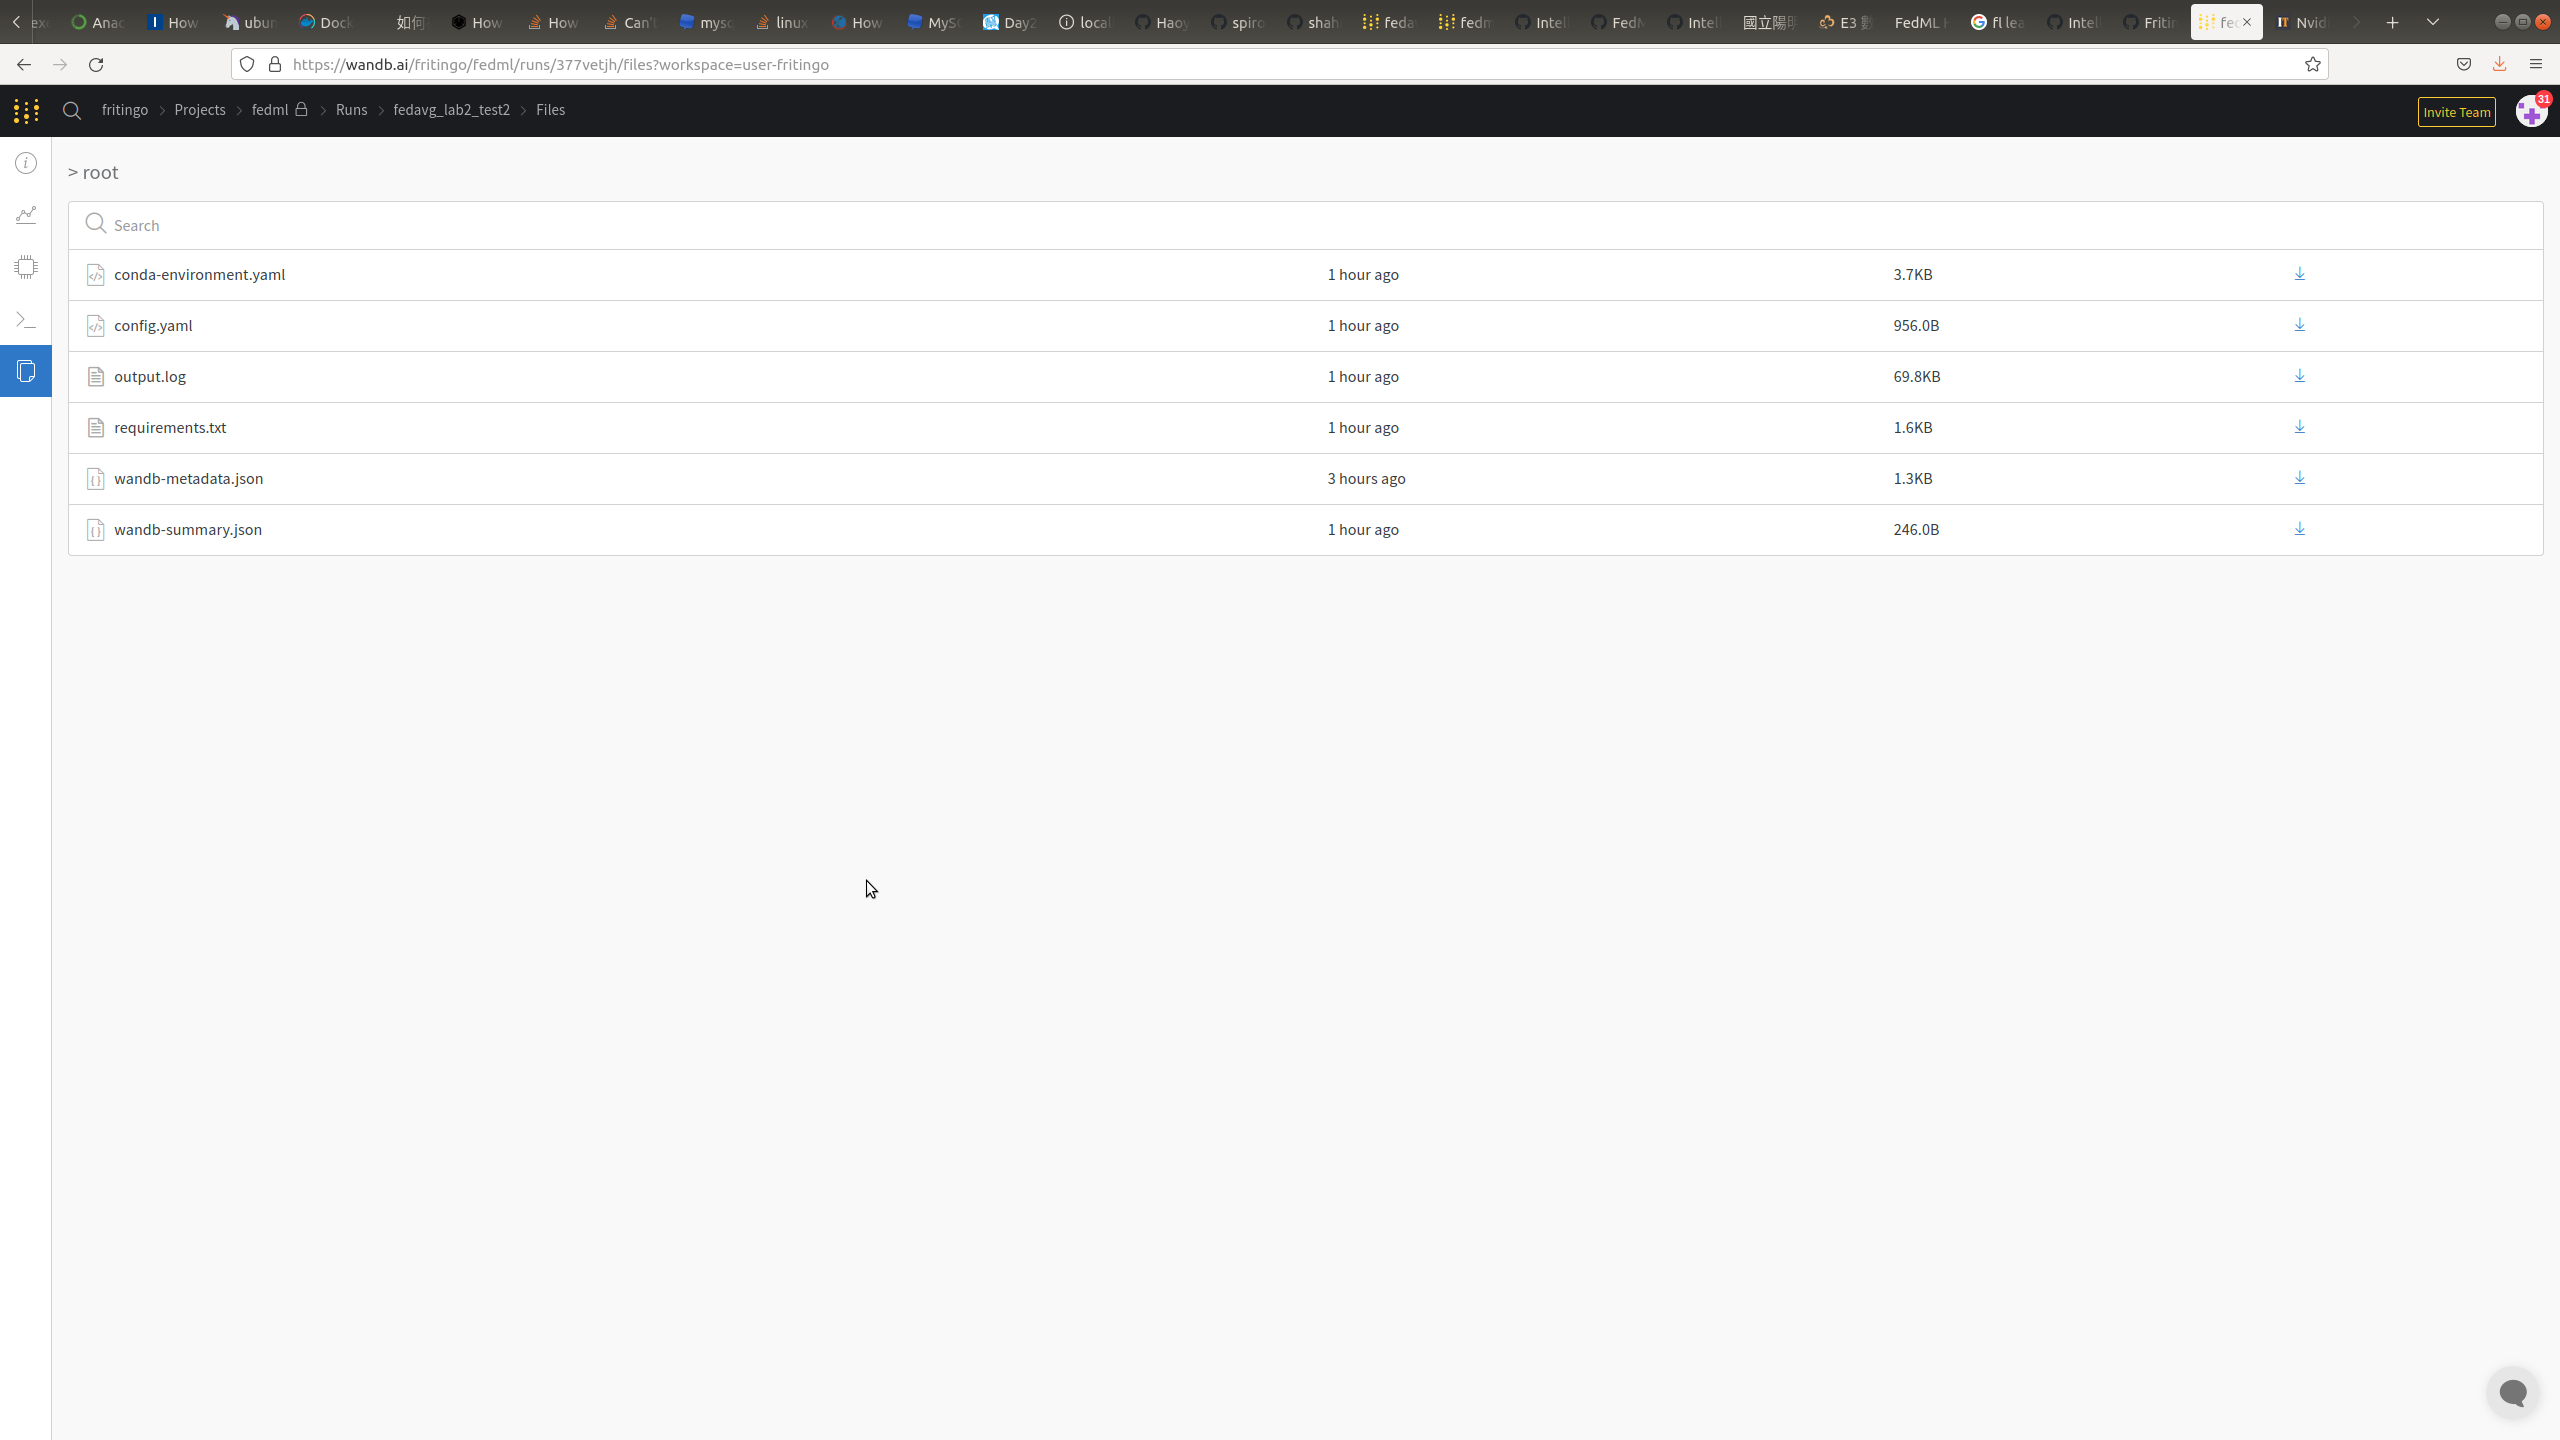 Anac How ubun Dock 如何 How How Can' mysc linux How MyS Day2 local Haoy spiro shah feda fedm Intel FedM Intel 國立陽明 E3 數 FedML fl lea Intel Friti fe Nvid
https://wandb.ai/fritingo/fedml/runs/377vetjh/files?workspace=user-fritingo
fritingo > Projects > fedml > Runs > fedavg_lab2_test2 > Files Invite Team 31
> root
Search
conda-environment.yaml 1 hour ago 3.7KB
config.yaml 1 hour ago 956.0B
output.log 1 hour ago 69.8KB
requirements.txt 1 hour ago 1.6KB
wandb-metadata.json 3 hours ago 1.3KB
wandb-summary.json 1 hour ago 246.0B